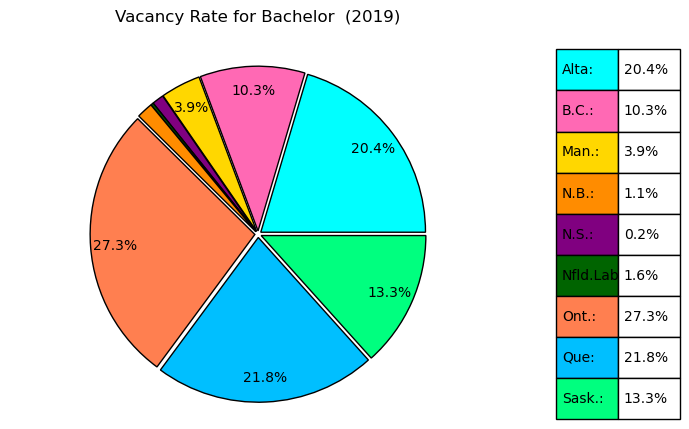 Vacancy Rate for Bachelor  (2019)
10.3%
3.9%
20.4%
27.3%
13.3%
21.8%
Alta: 20.4%
B.C.: 10.3%
Man.: 3.9%
N.B.: 1.1%
N.S.: 0.2%
Nfld.Lab 1.6%
Ont.: 27.3%
Que: 21.8%
Sask.: 13.3%